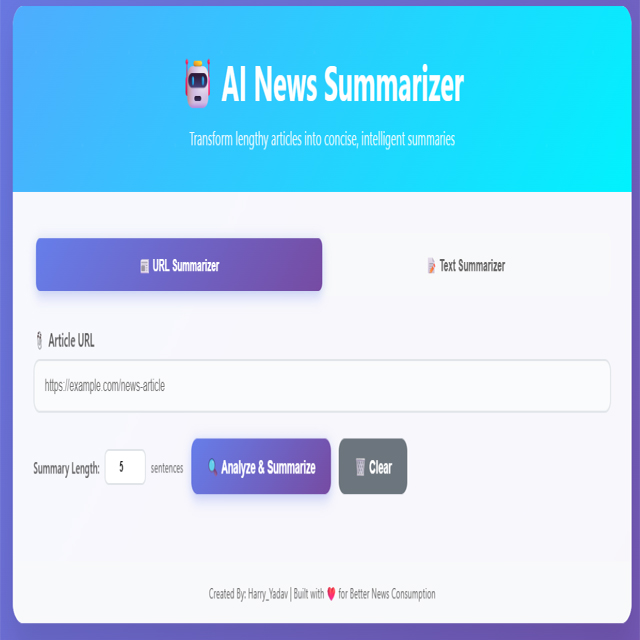 🤖 AI News Summarizer
Transform lengthy articles into concise, intelligent summaries
📰 URL Summarizer
📝 Text Summarizer
Article URL
https://example.com/news-article
Summary Length: 5 sentences 🔍 Analyze & Summarize 🗑️ Clear
Created By: Harry_Yadav | Built with ❤️ for Better News Consumption